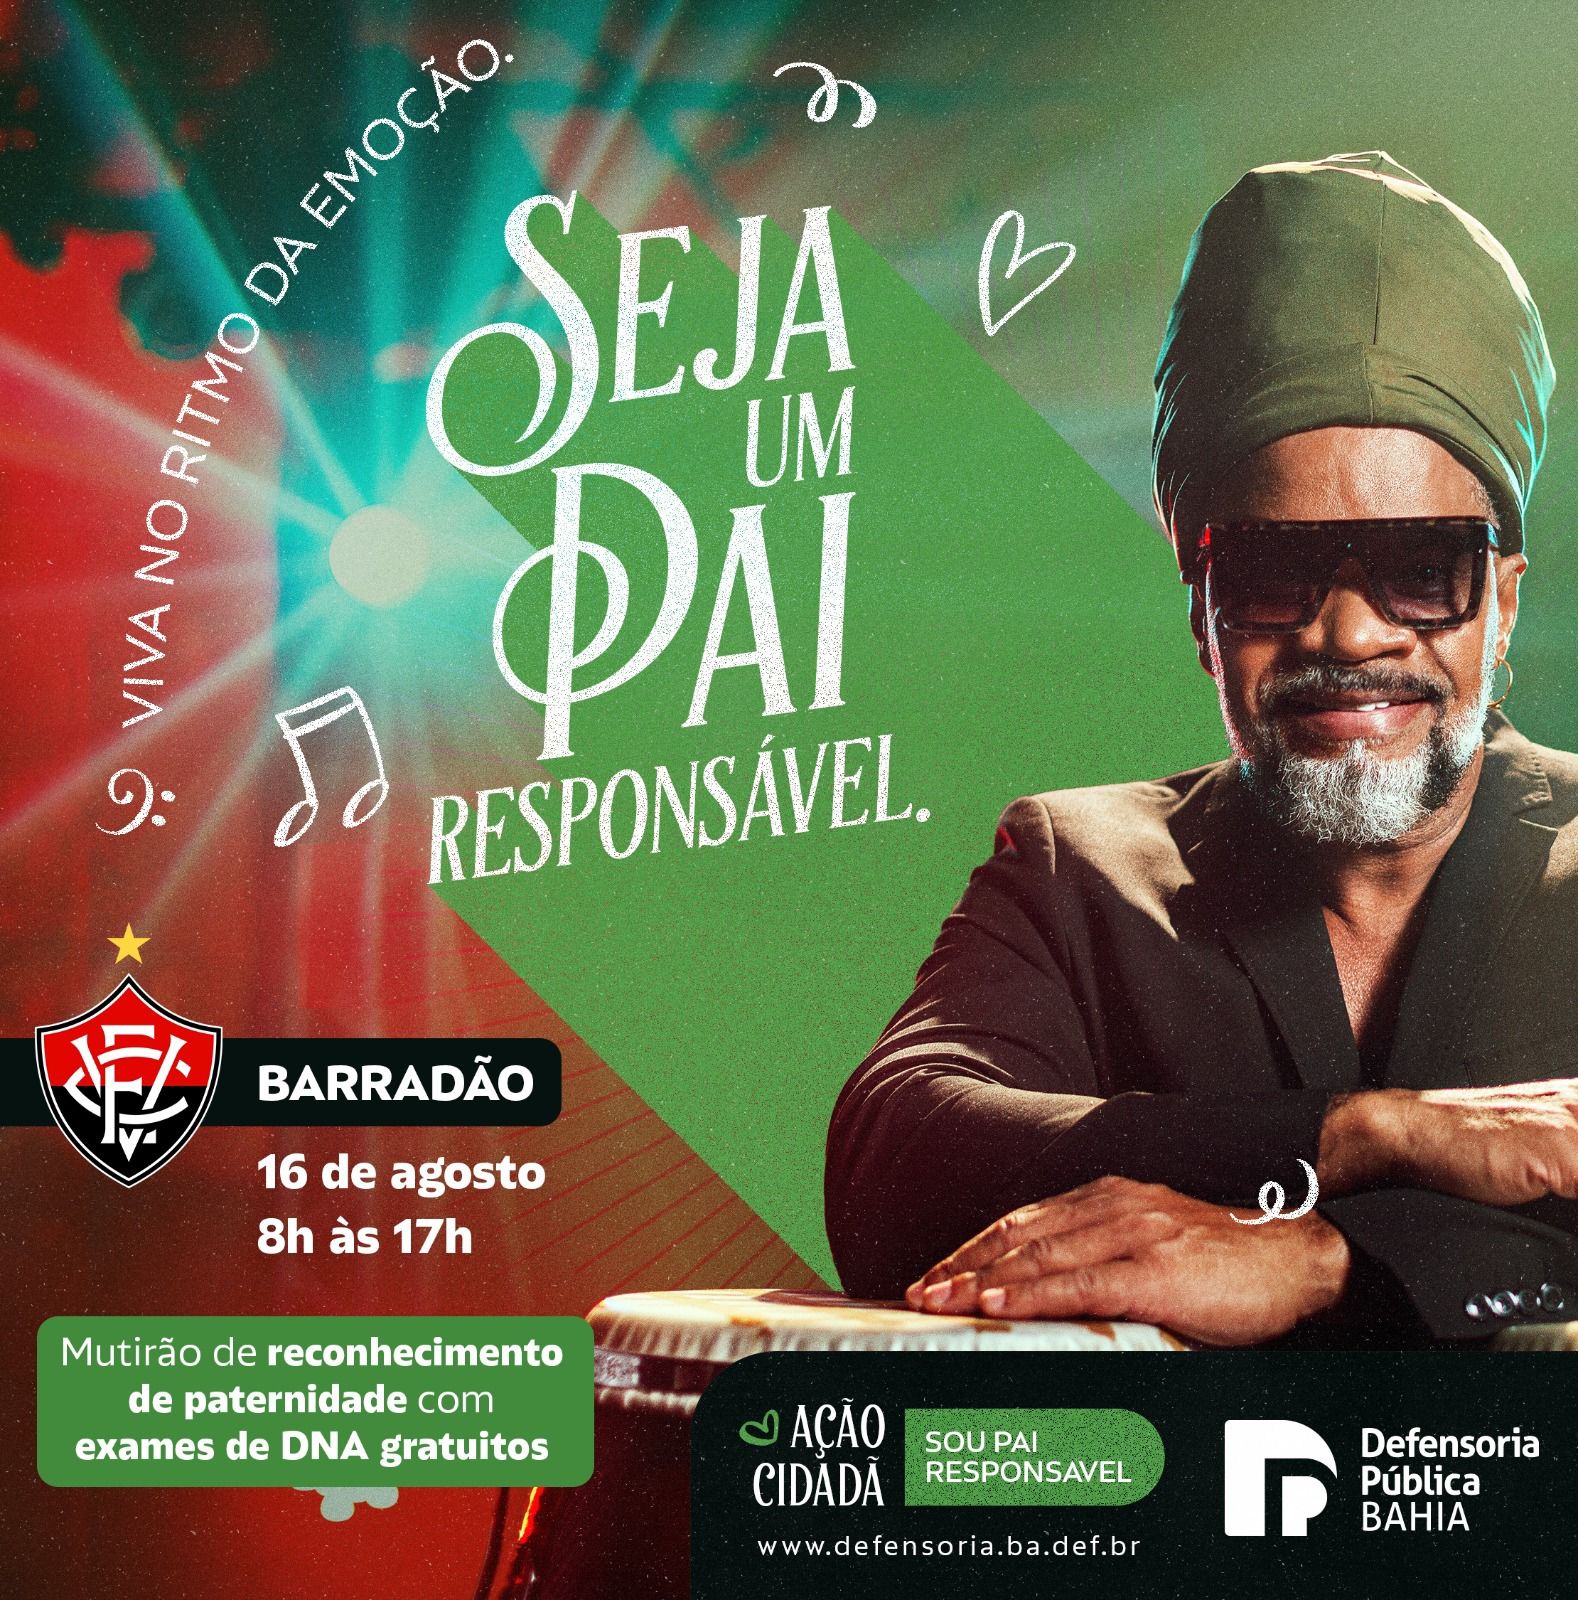 VIVA NO RITMO DA EMOÇÃO.
SEJA
UM
PAI
RESPONSÁVEL.
BARRADÃO
16 de agosto
8h às 17h
Mutirão de reconhecimento
de paternidade com
exames de DNA gratuitos
AÇÃO
CIDADÃ
SOU PAI
RESPONSAVEL
www.defensoria.ba.def.br
Defensoria
Pública
BAHIA